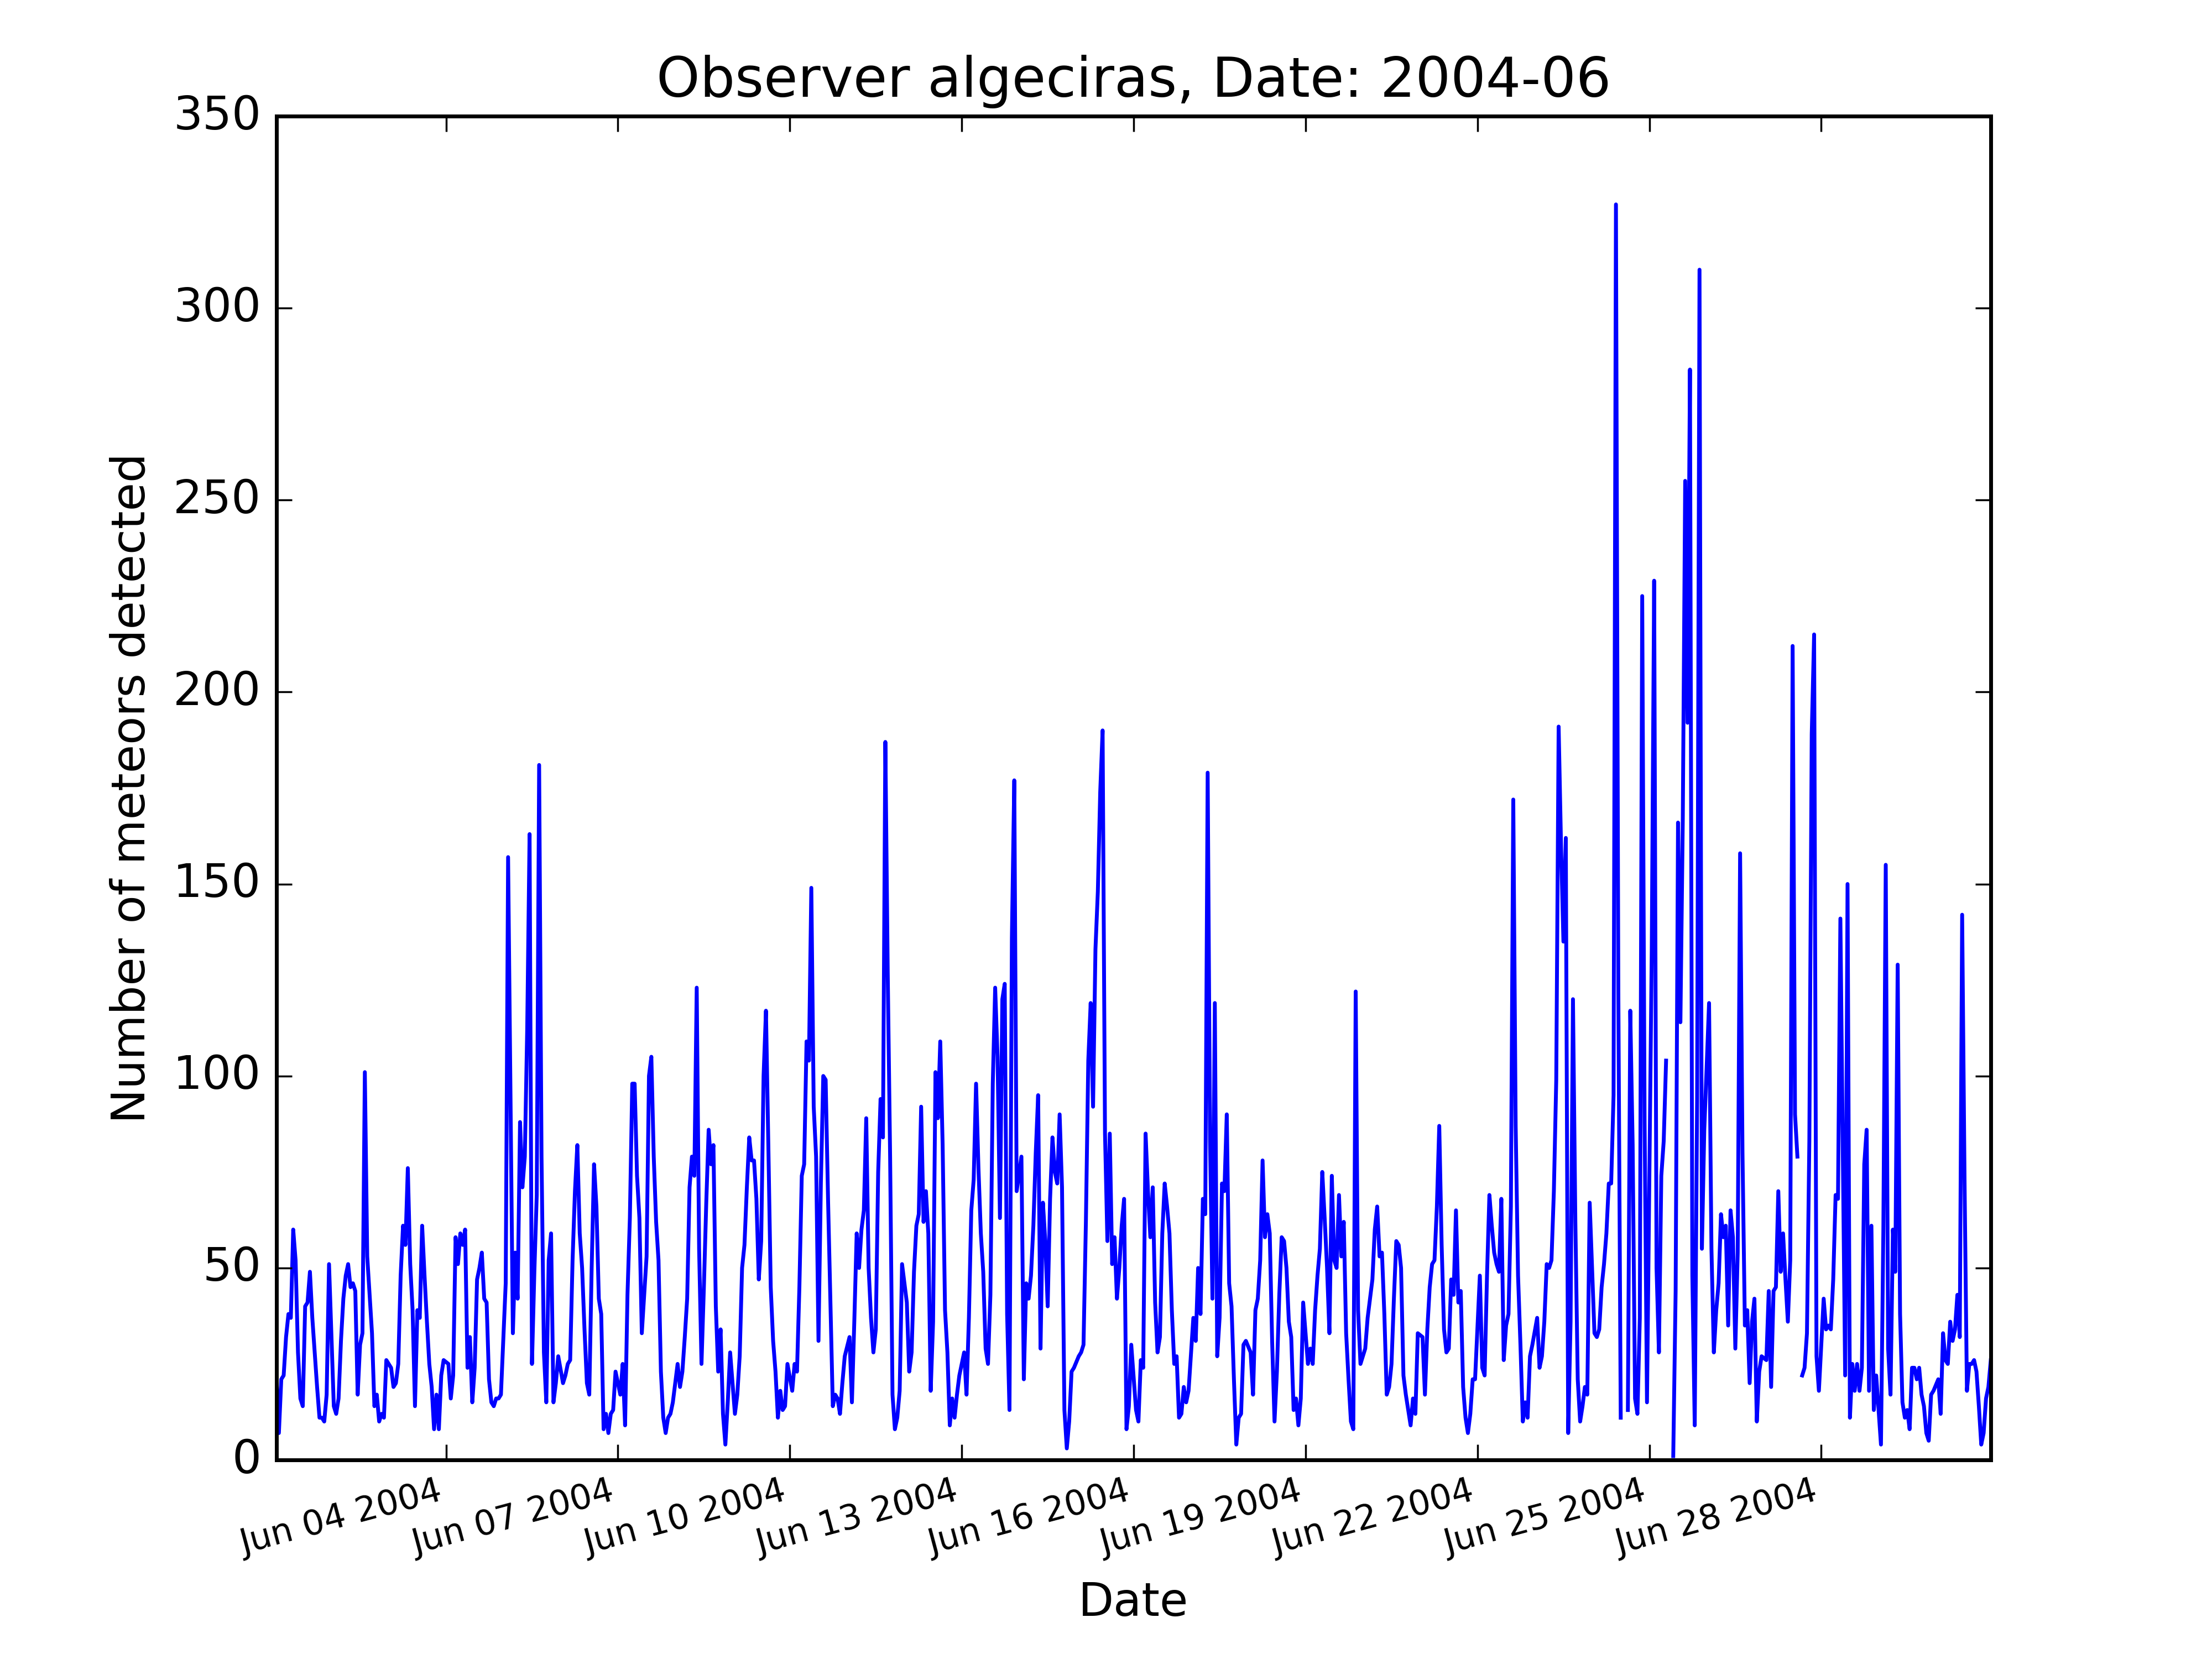 Observer algeciras, Date: 2004-06
350
300
250
200
150
100
50
0
Number of meteors detected
Jun 04 2004
Jun 07 2004
Jun 10 2004
Jun 13 2004
Jun 16 2004
Jun 19 2004
Jun 22 2004
Jun 25 2004
Jun 28 2004
Date